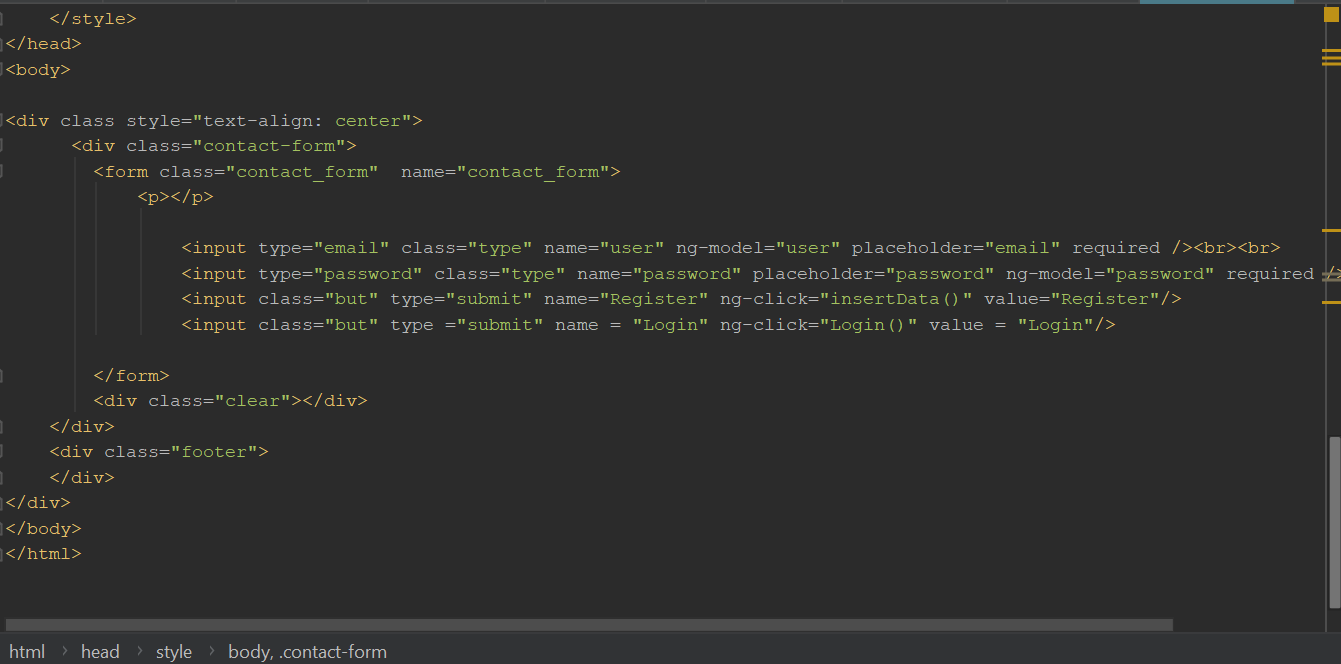 </style>
</head>
<body>
<div class style="text-align: center">
<div class="contact-form">
<form class="contact_form"  name="contact_form">
<p></p>
<input type="email" class="type" name="user" ng-model="user" placeholder="email" required /><br><br>
<input type="password" class="type" name="password" placeholder="password" ng-model="password" required />
<input class="but" type="submit" name="Register" ng-click="insertData()" value="Register"/>
<input class="but" type ="submit" name = "Login" ng-click="Login()" value = "Login"/>
</form>
<div class="clear"></div>
</div>
<div class="footer">
</div>
</div>
</body>
</html>
html > head > style > body, .contact-form